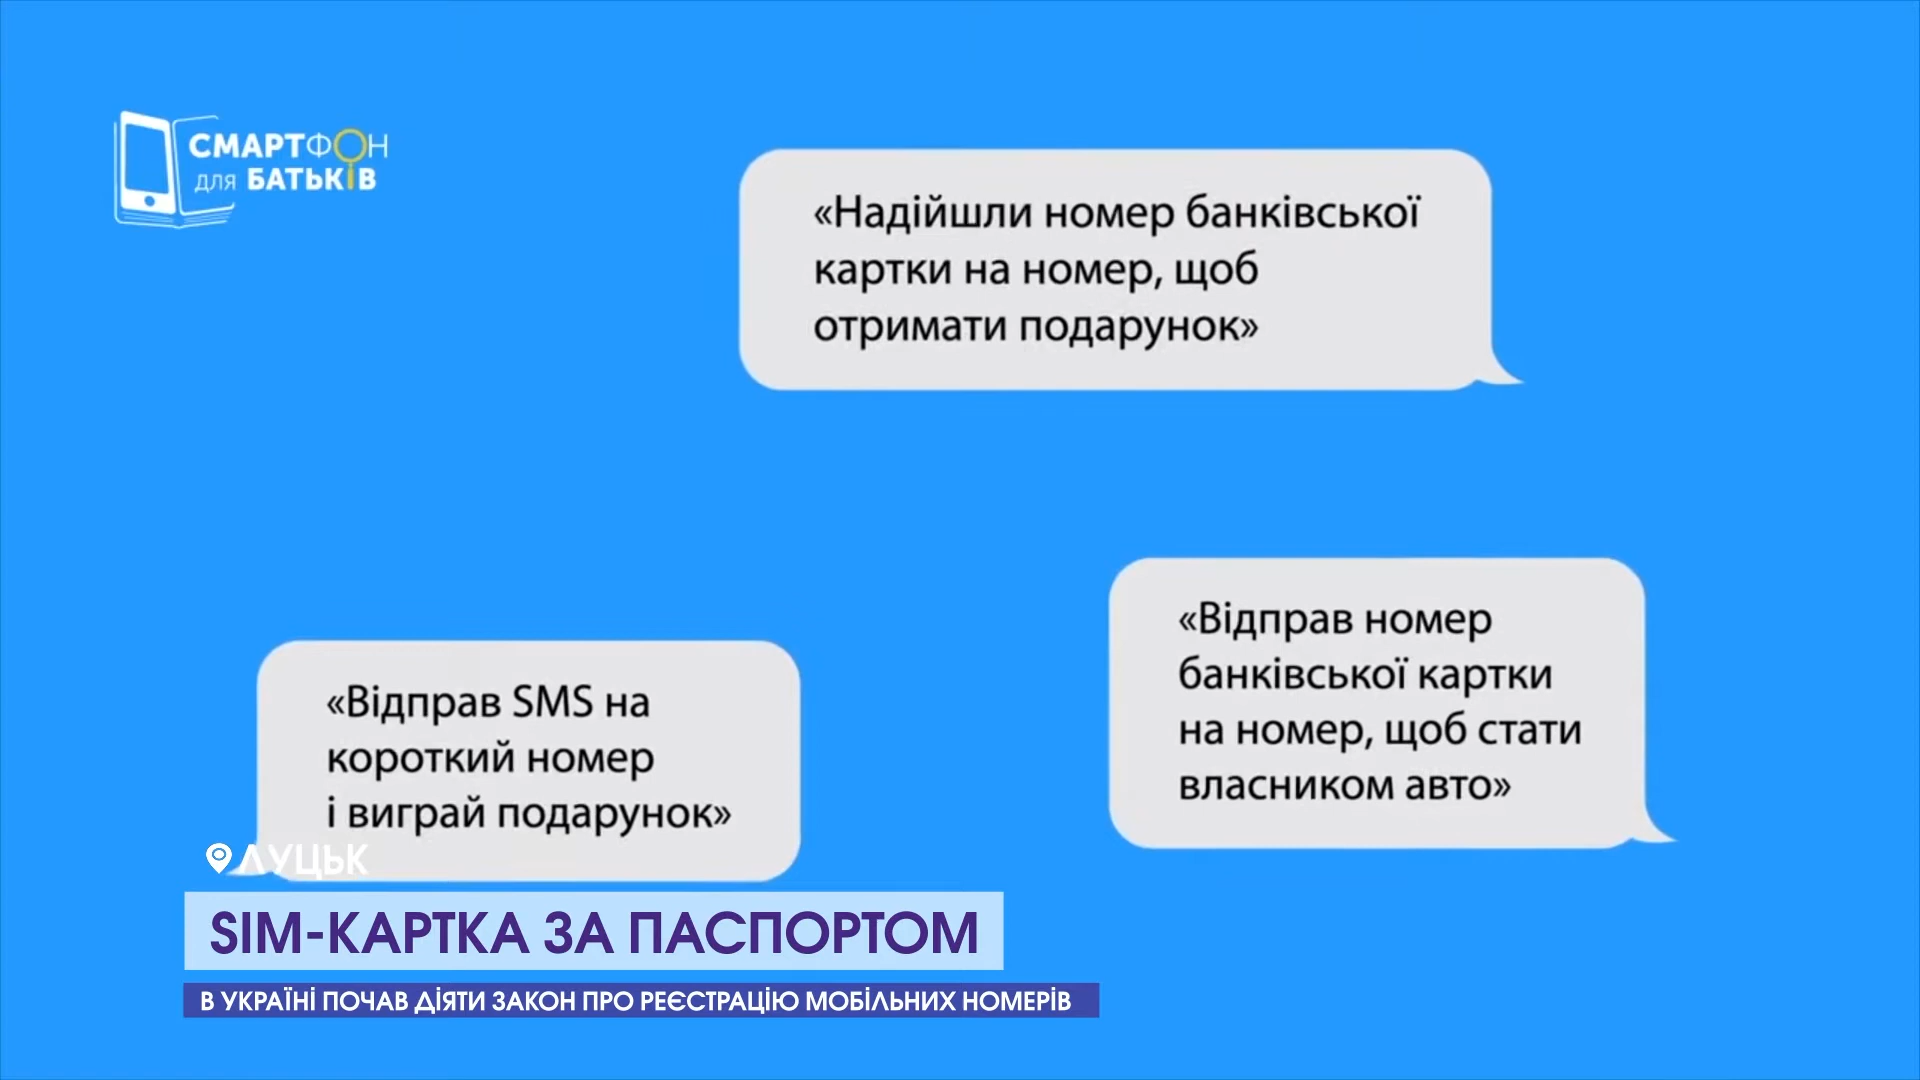 СМАРТФОН
для БАТЬКІВ
«Надійшли номер банківської
картки на номер, щоб
отримати подарунок»
«Відправ номер
банківської картки
на номер, щоб стати
власником авто»
«Відправ SMS на
короткий номер
і виграй подарунок»
ЛУЦЬК
SIM-КАРТКА ЗА ПАСПОРТОМ
В УКРАЇНІ ПОЧАВ ДІЯТИ ЗАКОН ПРО РЕЄСТРАЦІЮ МОБІЛЬНИХ НОМЕРІВ